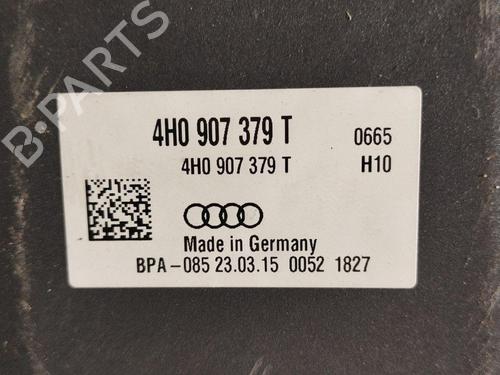 4H0 907 379 T 0665
4H0 907 379 T H10
Made in Germany
BPA-085 23.03.15 0052 1827
B-PARTS